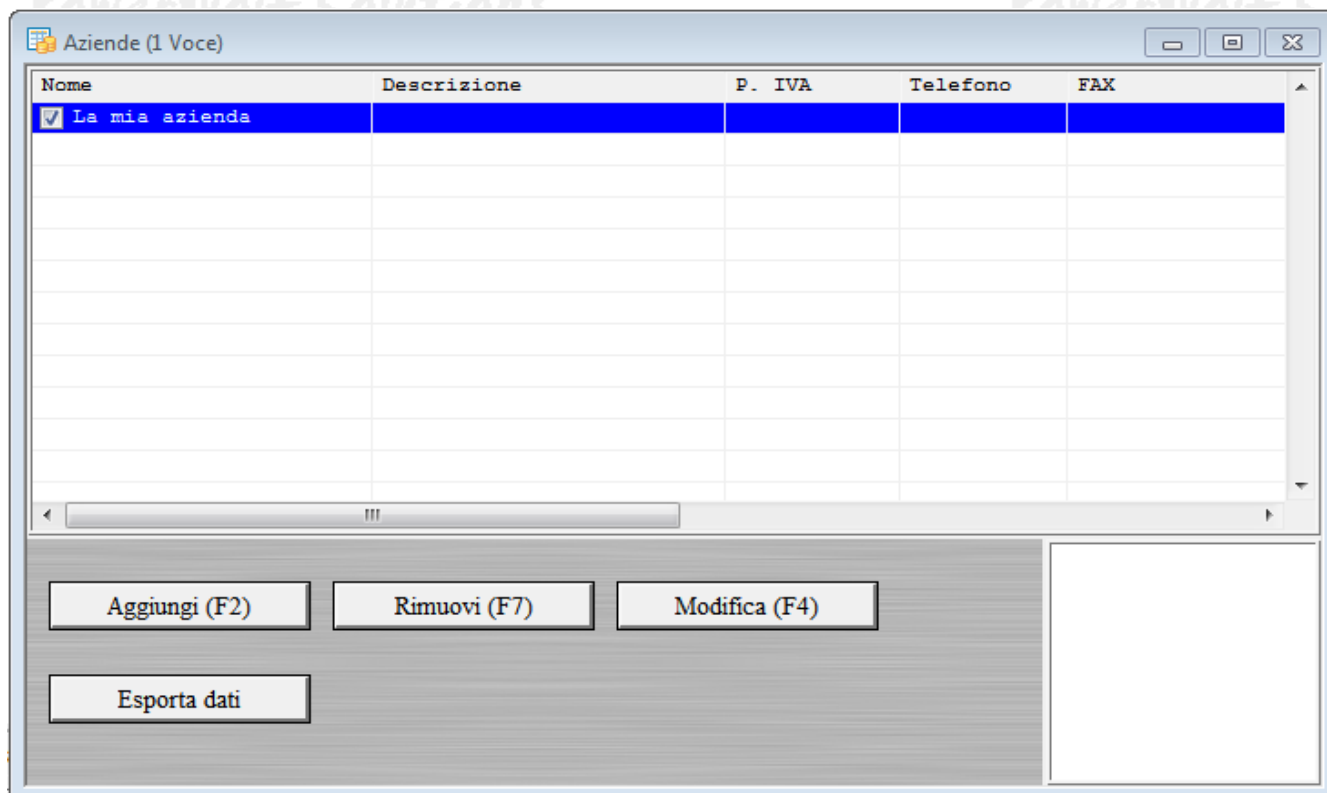 Aziende (1 Voce)
Nome Descrizione P. IVA Telefono FAX
La mia azienda
Aggiungi (F2) Rimuovi (F7) Modifica (F4)
Esporta dati